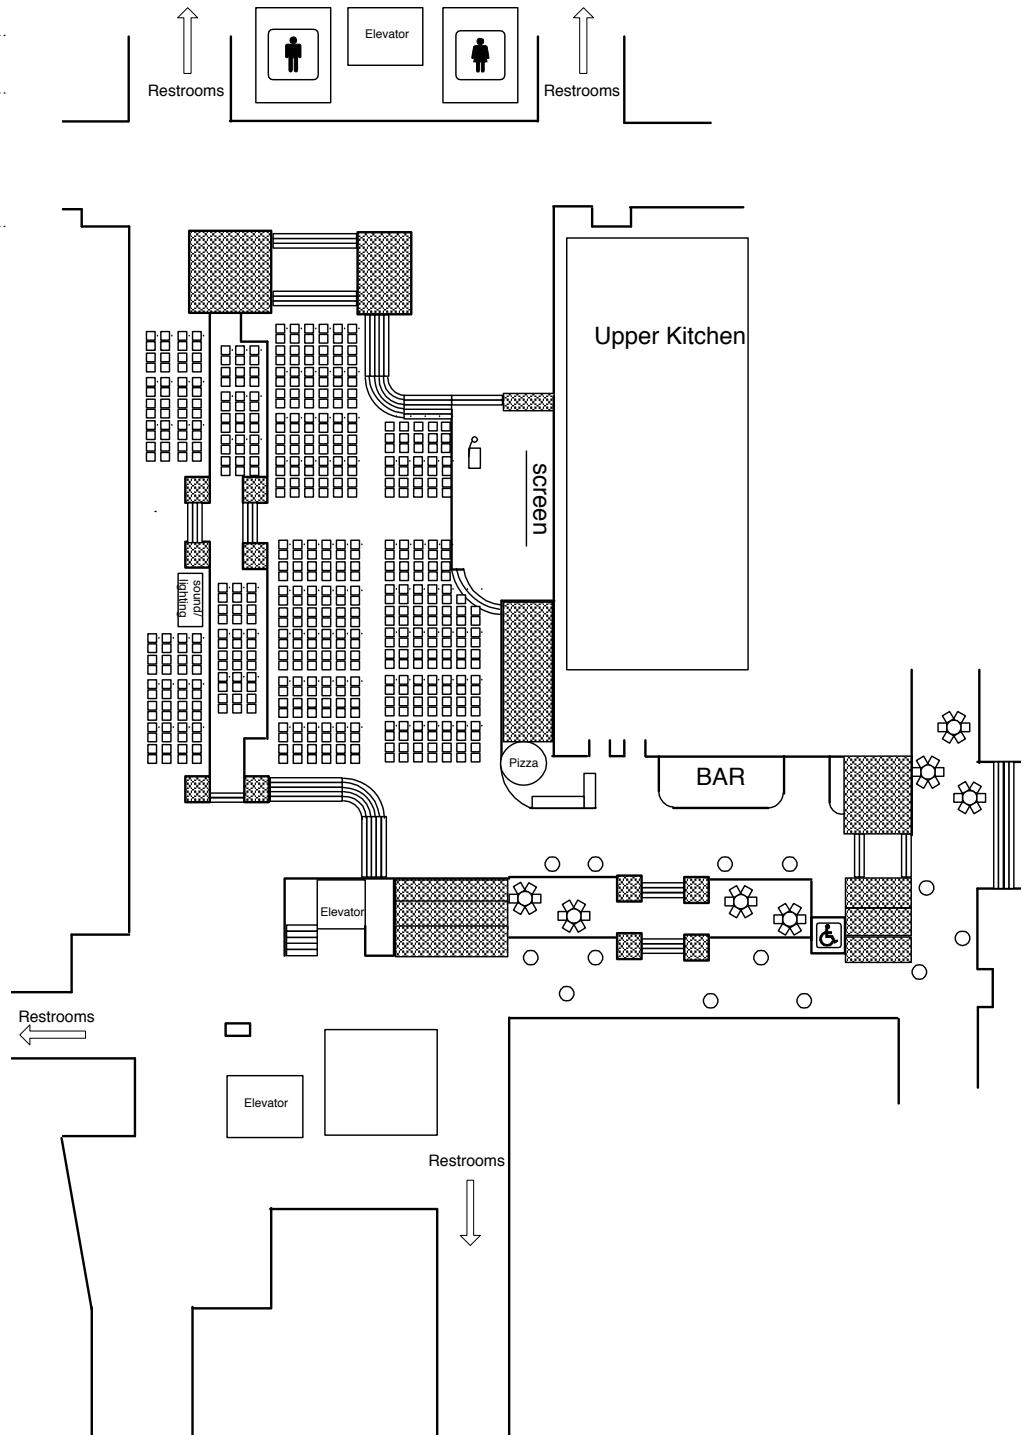 Elevator
Restrooms
Restrooms
Upper Kitchen
screen
sound/
lighting
Pizza
BAR
Elevator
Restrooms
Elevator
Restrooms